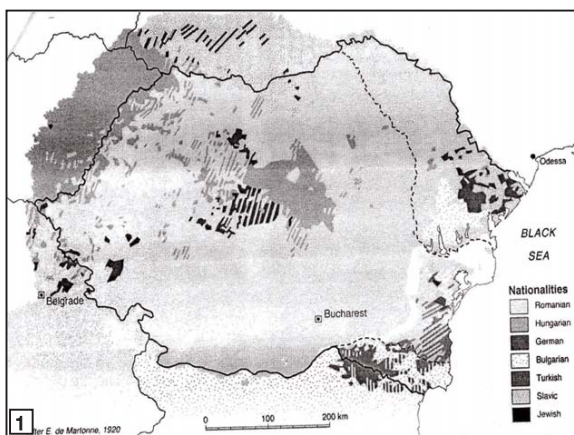 Odessa
BLACK
SEA
Nationalities
Romanian
Hungarian
German
Bulgarian
Turkish
Slavic
Jewish
Belgrade
Bucharest
1
ter E. de Martonne, 1920
0 100 200 km